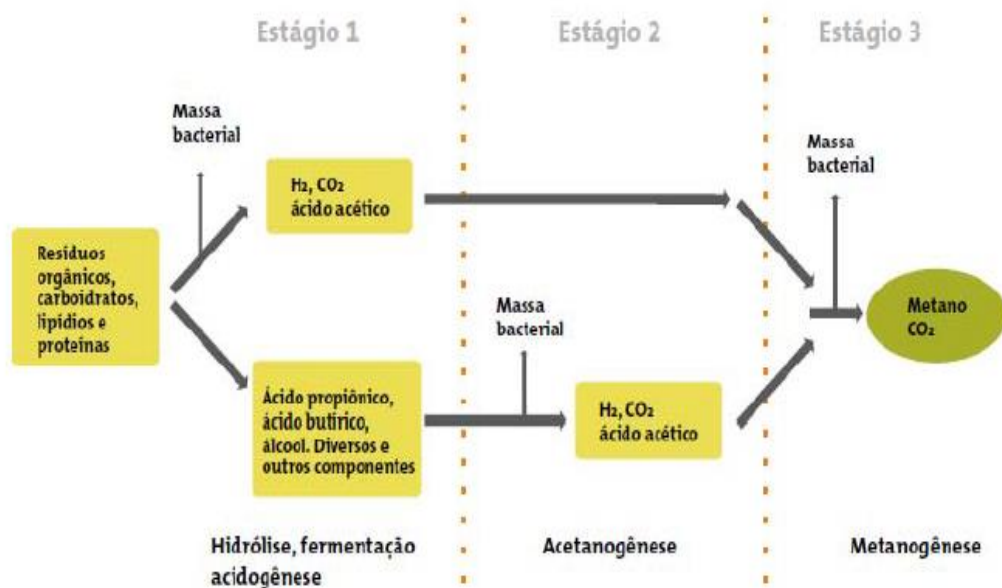 Estágio 1
Estágio 2
Estágio 3
Massa
bacterial
Massa
bacterial
H₂, CO₂
ácido acético
Resíduos
orgânicos,
carboidratos,
lipídios e
proteínas
Massa
bacterial
Metano
CO₂
Ácido propiônico,
ácido butírico,
álcool. Diversos e
outros componentes
H₂, CO₂
ácido acético
Hidrólise, fermentação
acidogênese
Acetanogênese
Metanogênese